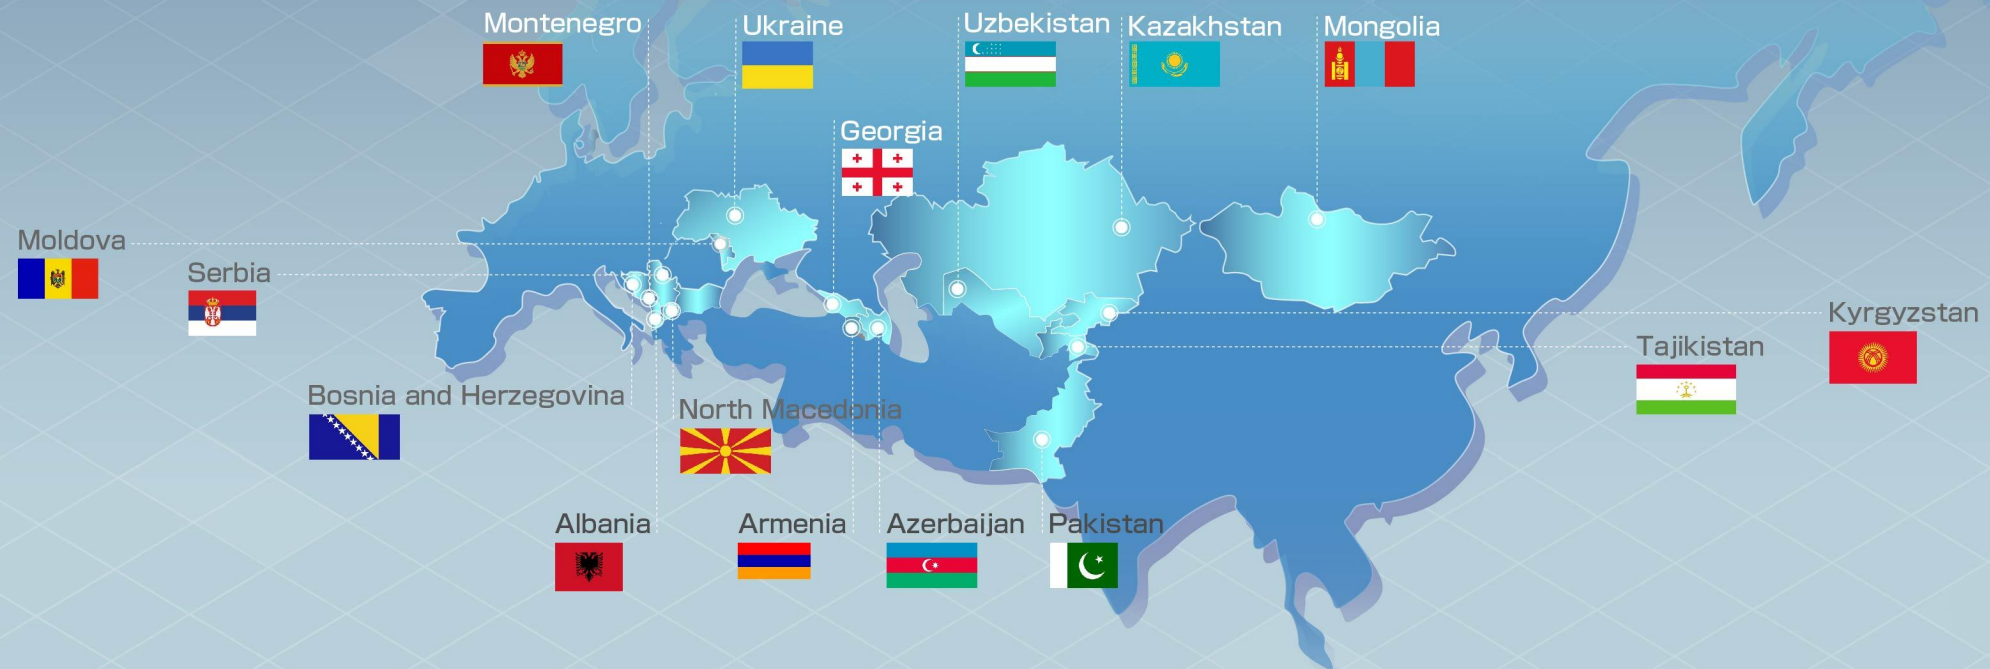 Montenegro
Ukraine
Uzbekistan
Kazakhstan
Mongolia
Georgia
Moldova
Serbia
Kyrgyzstan
Tajikistan
Bosnia and Herzegovina
North Macedonia
Albania
Armenia
Azerbaijan
Pakistan